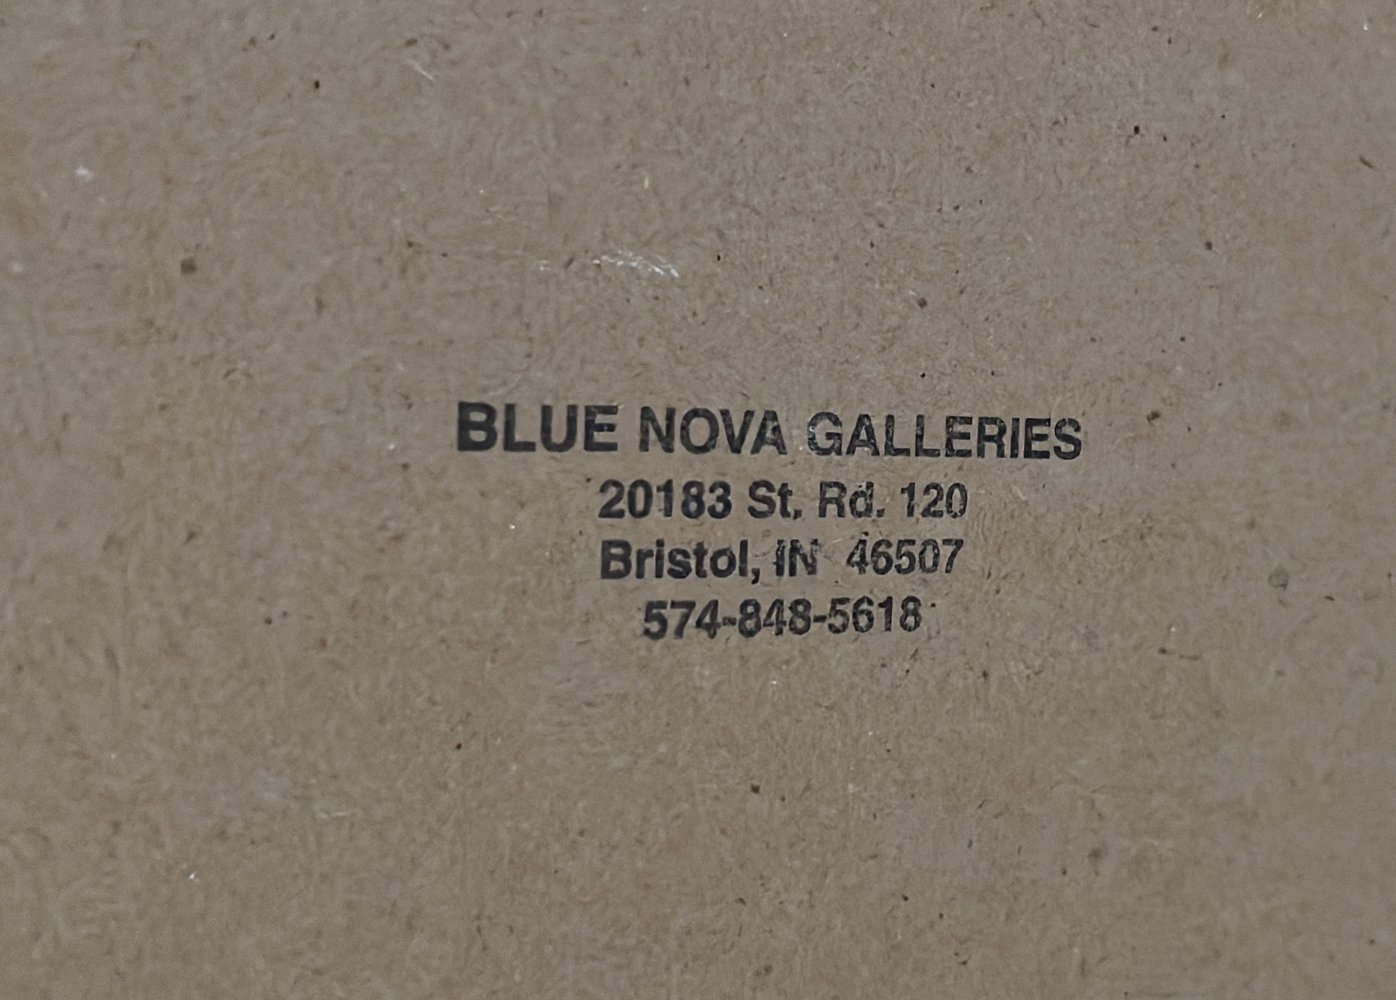 BLUE NOVA GALLERIES
20183 St. Rd. 120
Bristol, IN 46507
574-848-5618